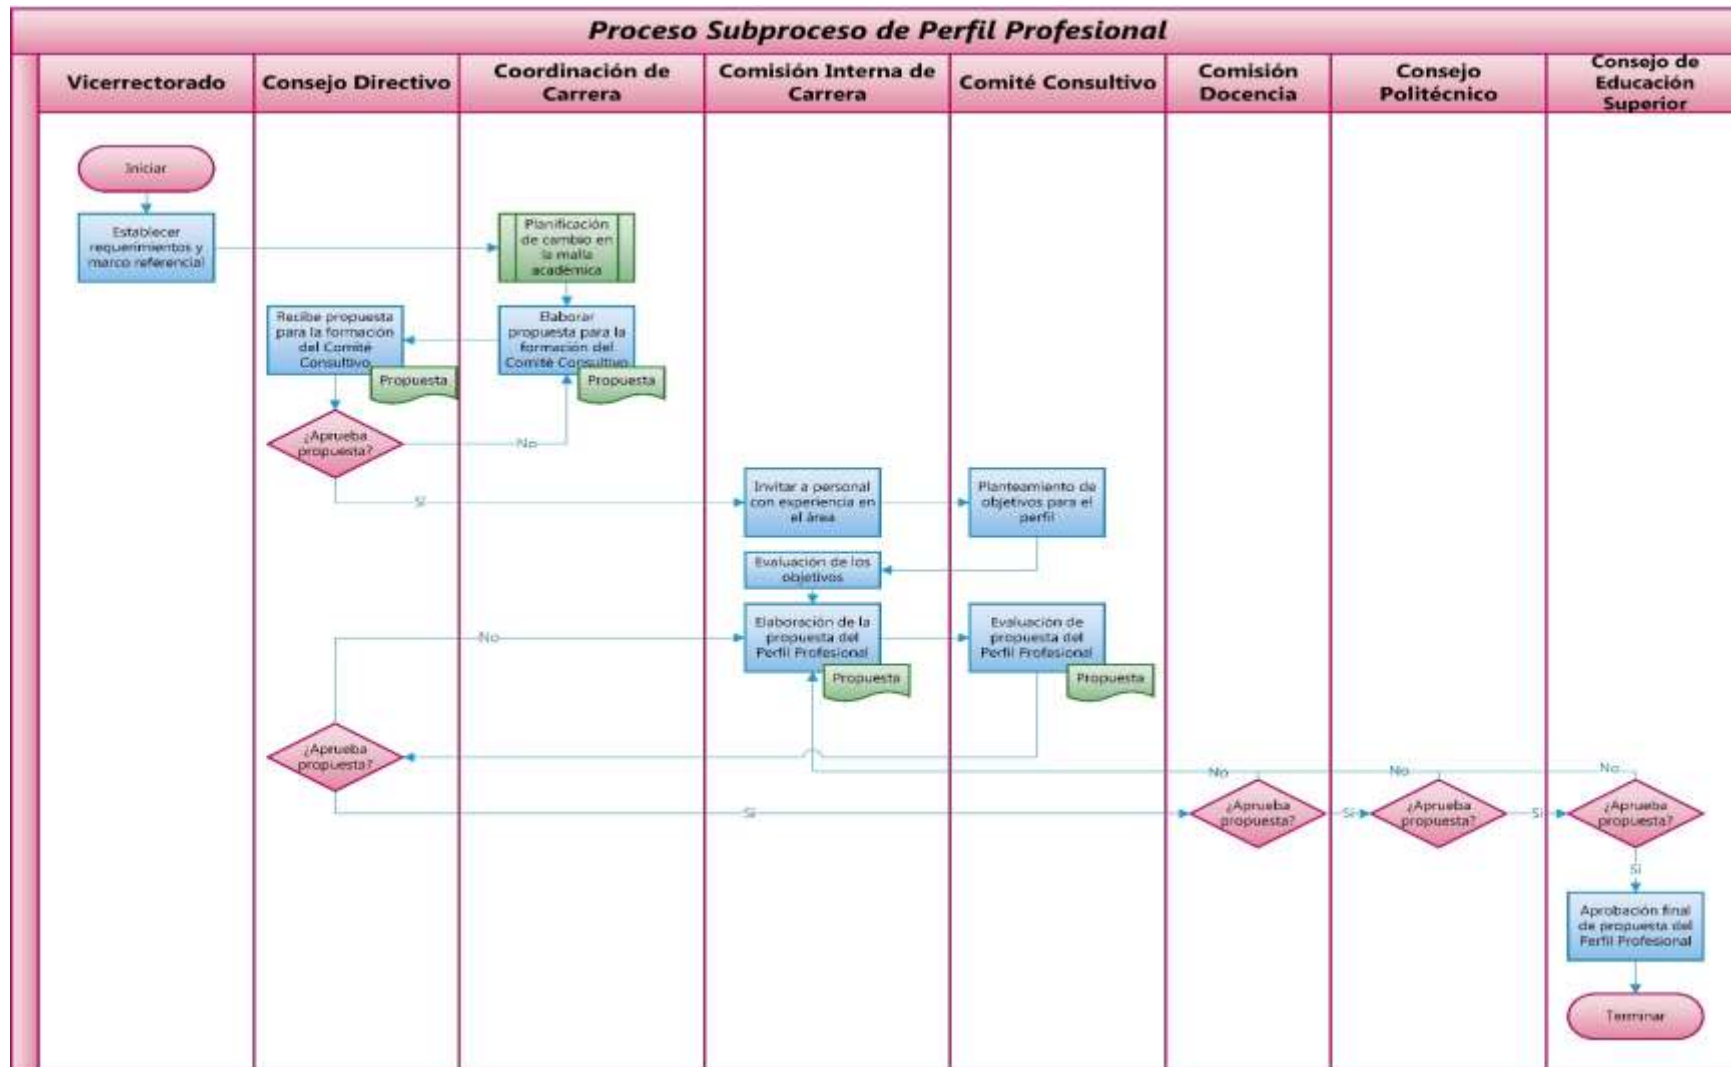 Proceso Subproceso de Perfil Profesional
Vicerrectorado
Consejo Directivo
Coordinación de
Carrera
Comisión Interna de
Carrera
Comité Consultivo
Comisión
Docencia
Consejo
Politécnico
Consejo de
Educación
Superior
Iniciar
Establecer
requerimientos y
marco referencial
Planificación
de cambio en
la malla
académica
Recibe propuesta
para la formación
del Comité
Consultivo
Propuesta
Elaborar
propuesta para la
formación del
Comité Consultivo
Propuesta
¿Aprueba
propuesta?
No
Si
Invitar a personal
con experiencia en
el área
Planteamiento de
objetivos para el
perfil
Evaluación de los
objetivos
Elaboración de la
propuesta del
Perfil Profesional
Propuesta
Evaluación de
propuesta del
Perfil Profesional
Propuesta
No
¿Aprueba
propuesta?
Si
No
¿Aprueba
propuesta?
Si
No
¿Aprueba
propuesta?
Si
No
¿Aprueba
propuesta?
Si
Aprobación final
de propuesta del
Perfil Profesional
Terminar